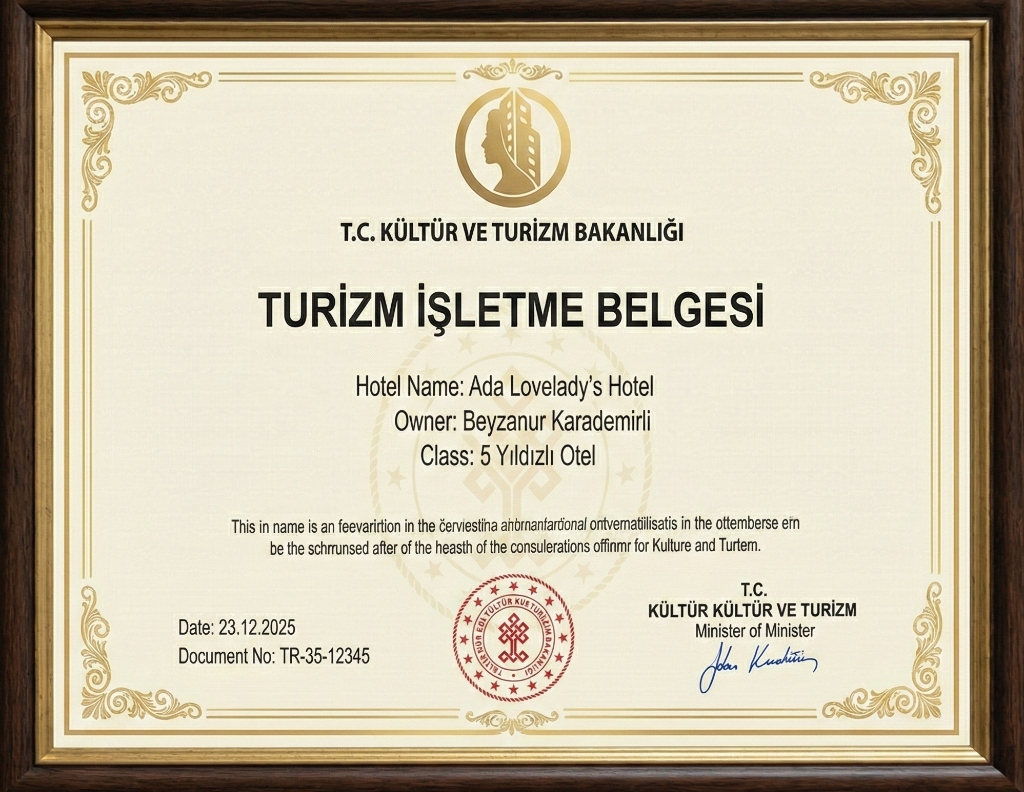 T.C. KÜLTÜR VE TURİZM BAKANLIĞI
TURİZM İŞLETME BELGESİ
Hotel Name: Ada Lovelady's Hotel
Owner: Beyzanur Karademirli
Class: 5 Yıldızlı Otel
This in name is an feevarirtion in the červiestina anbrnanfarđional ontvernatiilisatis in the ottemberse
be the schrrunsed after of the heasth of the consulerations offinmr for Kulture and Turtem.
T.C.
KÜLTÜR KÜLTÜR VE TURİZM
Minister of Minister
Date: 23.12.2025
Document No: TR-35-12345